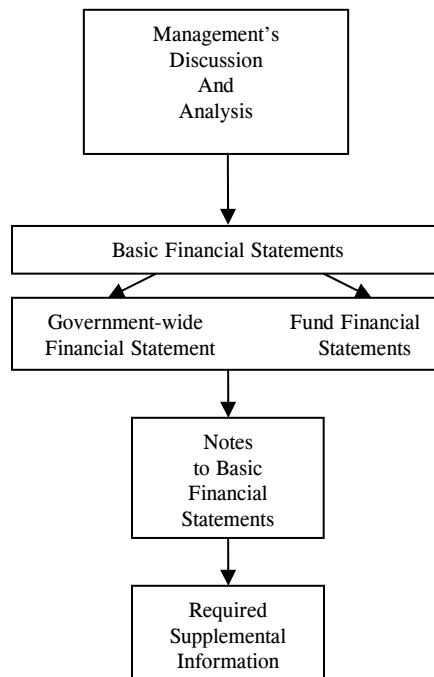 Management’s
Discussion
And
Analysis
Basic Financial Statements
Government-wide
Financial Statement
Fund Financial
Statements
Notes
to Basic
Financial
Statements
Required
Supplemental
Information